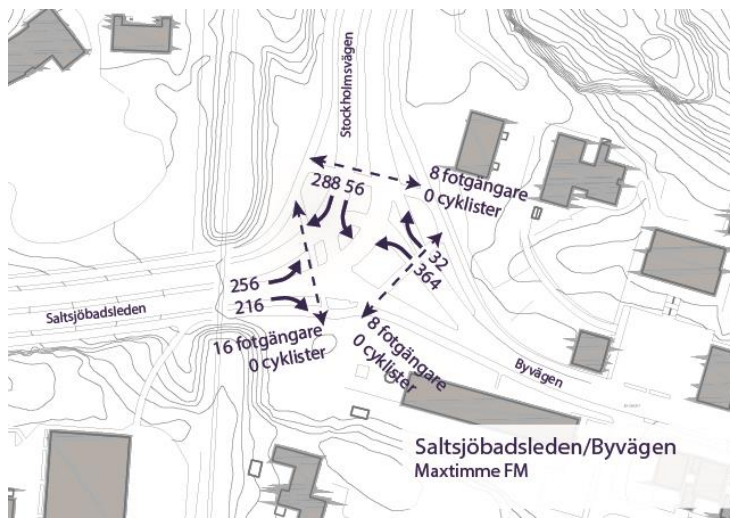 Stockholmsvägen
288 56
8 fotgängare
0 cyklister
32
364
256
216
Saltsjöbadsleden
16 fotgängare
0 cyklister
8 fotgängare
0 cyklister
Byvägen
Saltsjöbadsleden/Byvägen
Maxtimme FM